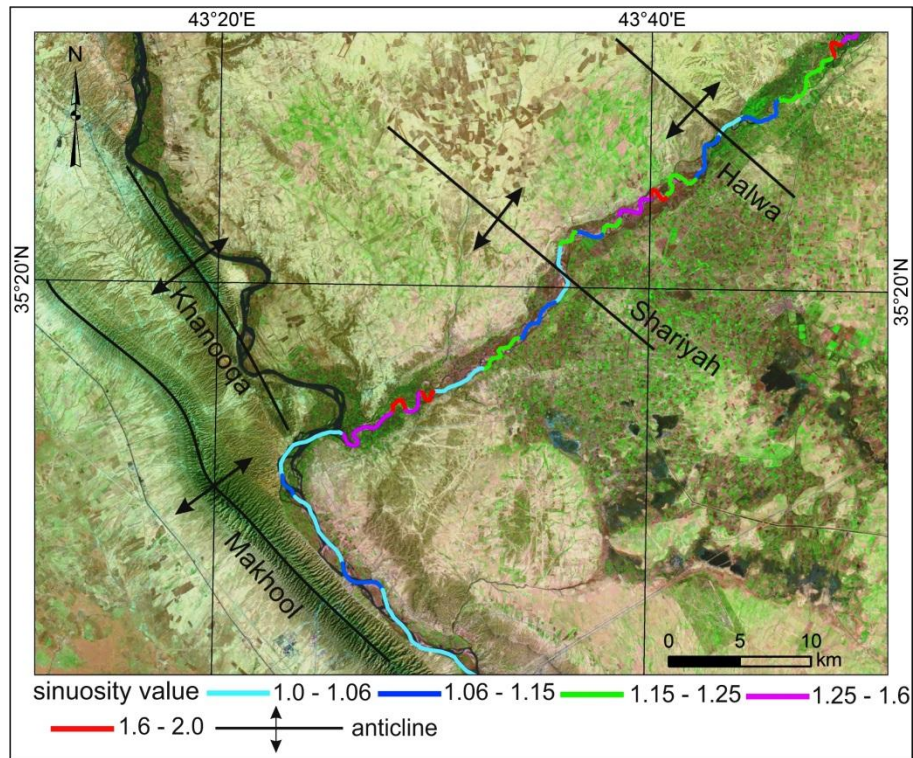 43°20'E 43°40'E
N
Halwa
35°20'N
35°20'N
Khanooqa
Shariyah
Makhool
0 5 10
km
sinuosity value 1.0 - 1.06 1.06 - 1.15 1.15 - 1.25 1.25 - 1.6
1.6 - 2.0 anticline